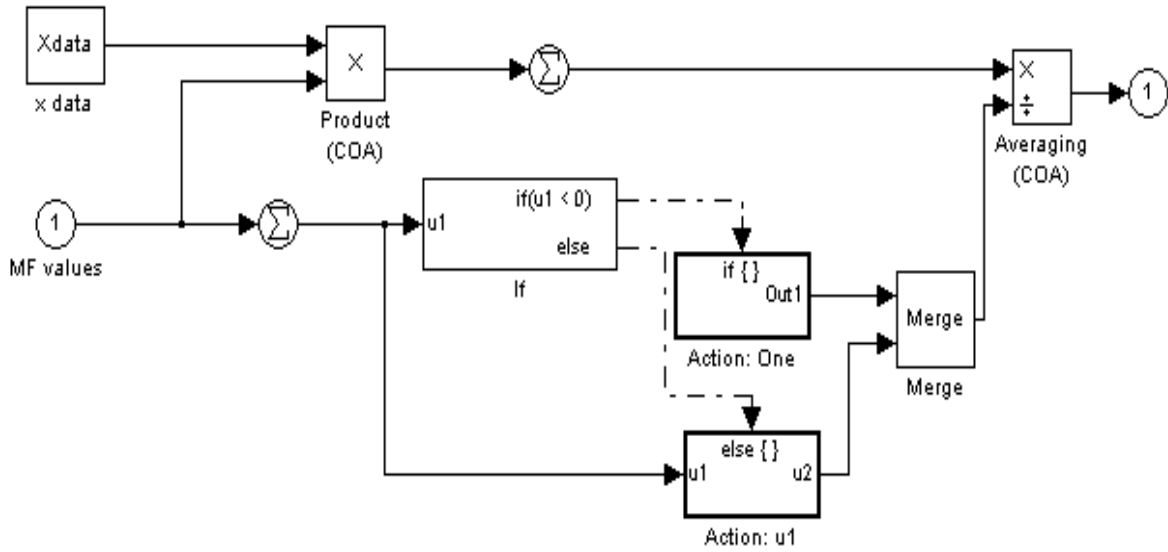 Xdata
x data
X
Product
(COA)
Σ
X
÷
Averaging
(COA)
1
1
MF values
Σ
u1
if(u1 < 0)
else
If
if { }
Out1
Action: One
Merge
Merge
else { }
u1
u2
Action: u1